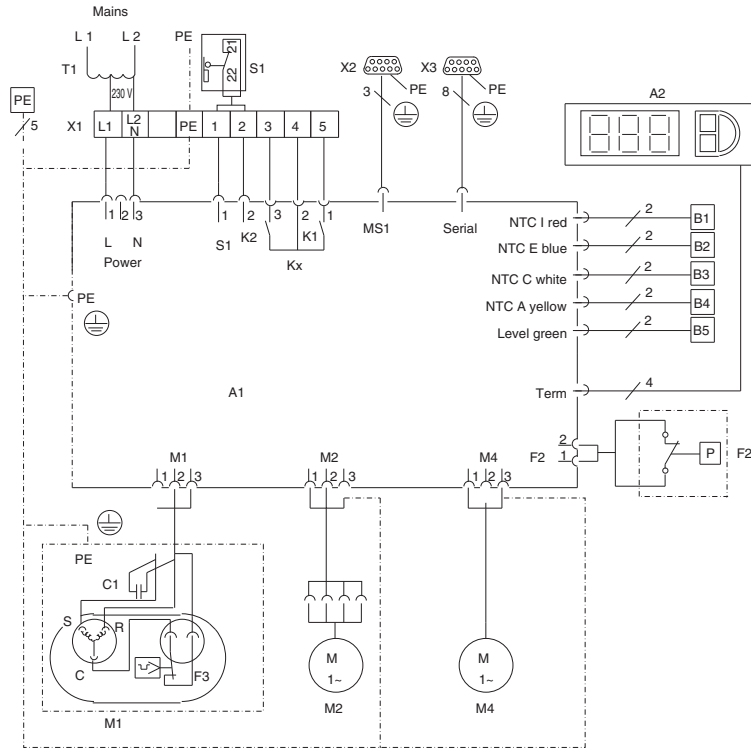 Mains
L 1 L 2 PE
T1
230 V
21
22
S1
X2 X3
PE PE
3 8
A2
PE
5
X1 L1 L2 N PE 1 2 3 4 5
1 2 3 1 2 3 2 1
L N S1 K2 K1 MS1 Serial
Power Kx
NTC I red 2 B1
NTC E blue 2 B2
NTC C white 2 B3
NTC A yellow 2 B4
Level green 2 B5
PE
A1
Term 4
F2 2
1
P F2
M1 M2 M4
1 2 3 1 2 3 1 2 3
PE
C1
S R
C F3
M
1~
M
1~
M1 M2 M4